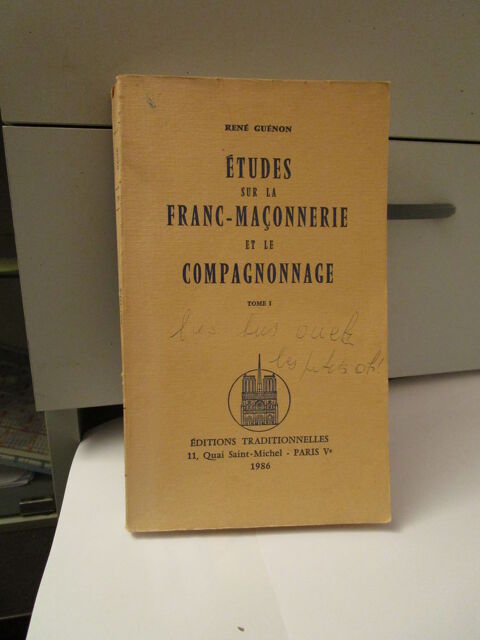 RENÉ GUÉNON
ÉTUDES
SUR LA
FRANC-MAÇONNERIE
ET LE
COMPAGNONNAGE
TOME I
ÉDITIONS TRADITIONNELLES
11, Quai Saint-Michel - PARIS Vᵉ
1986